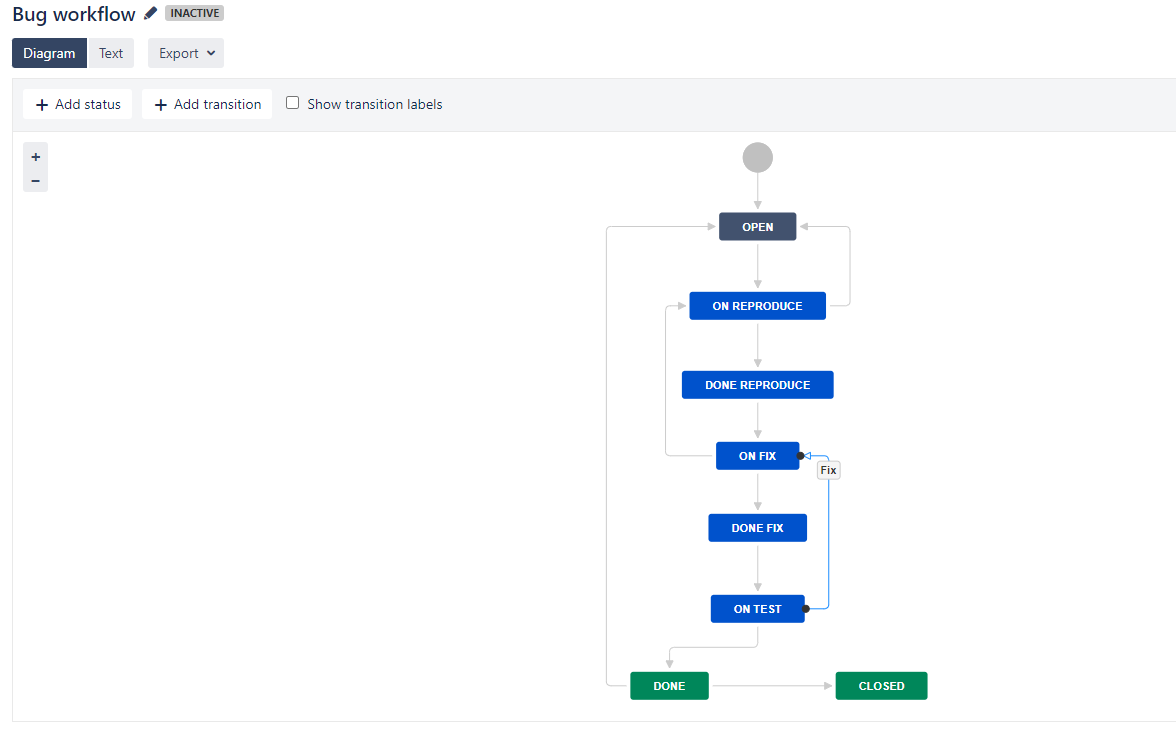 Bug workflow INACTIVE
Diagram Text Export
+ Add status + Add transition Show transition labels
+
−
OPEN
ON REPRODUCE
DONE REPRODUCE
ON FIX
Fix
DONE FIX
ON TEST
DONE CLOSED